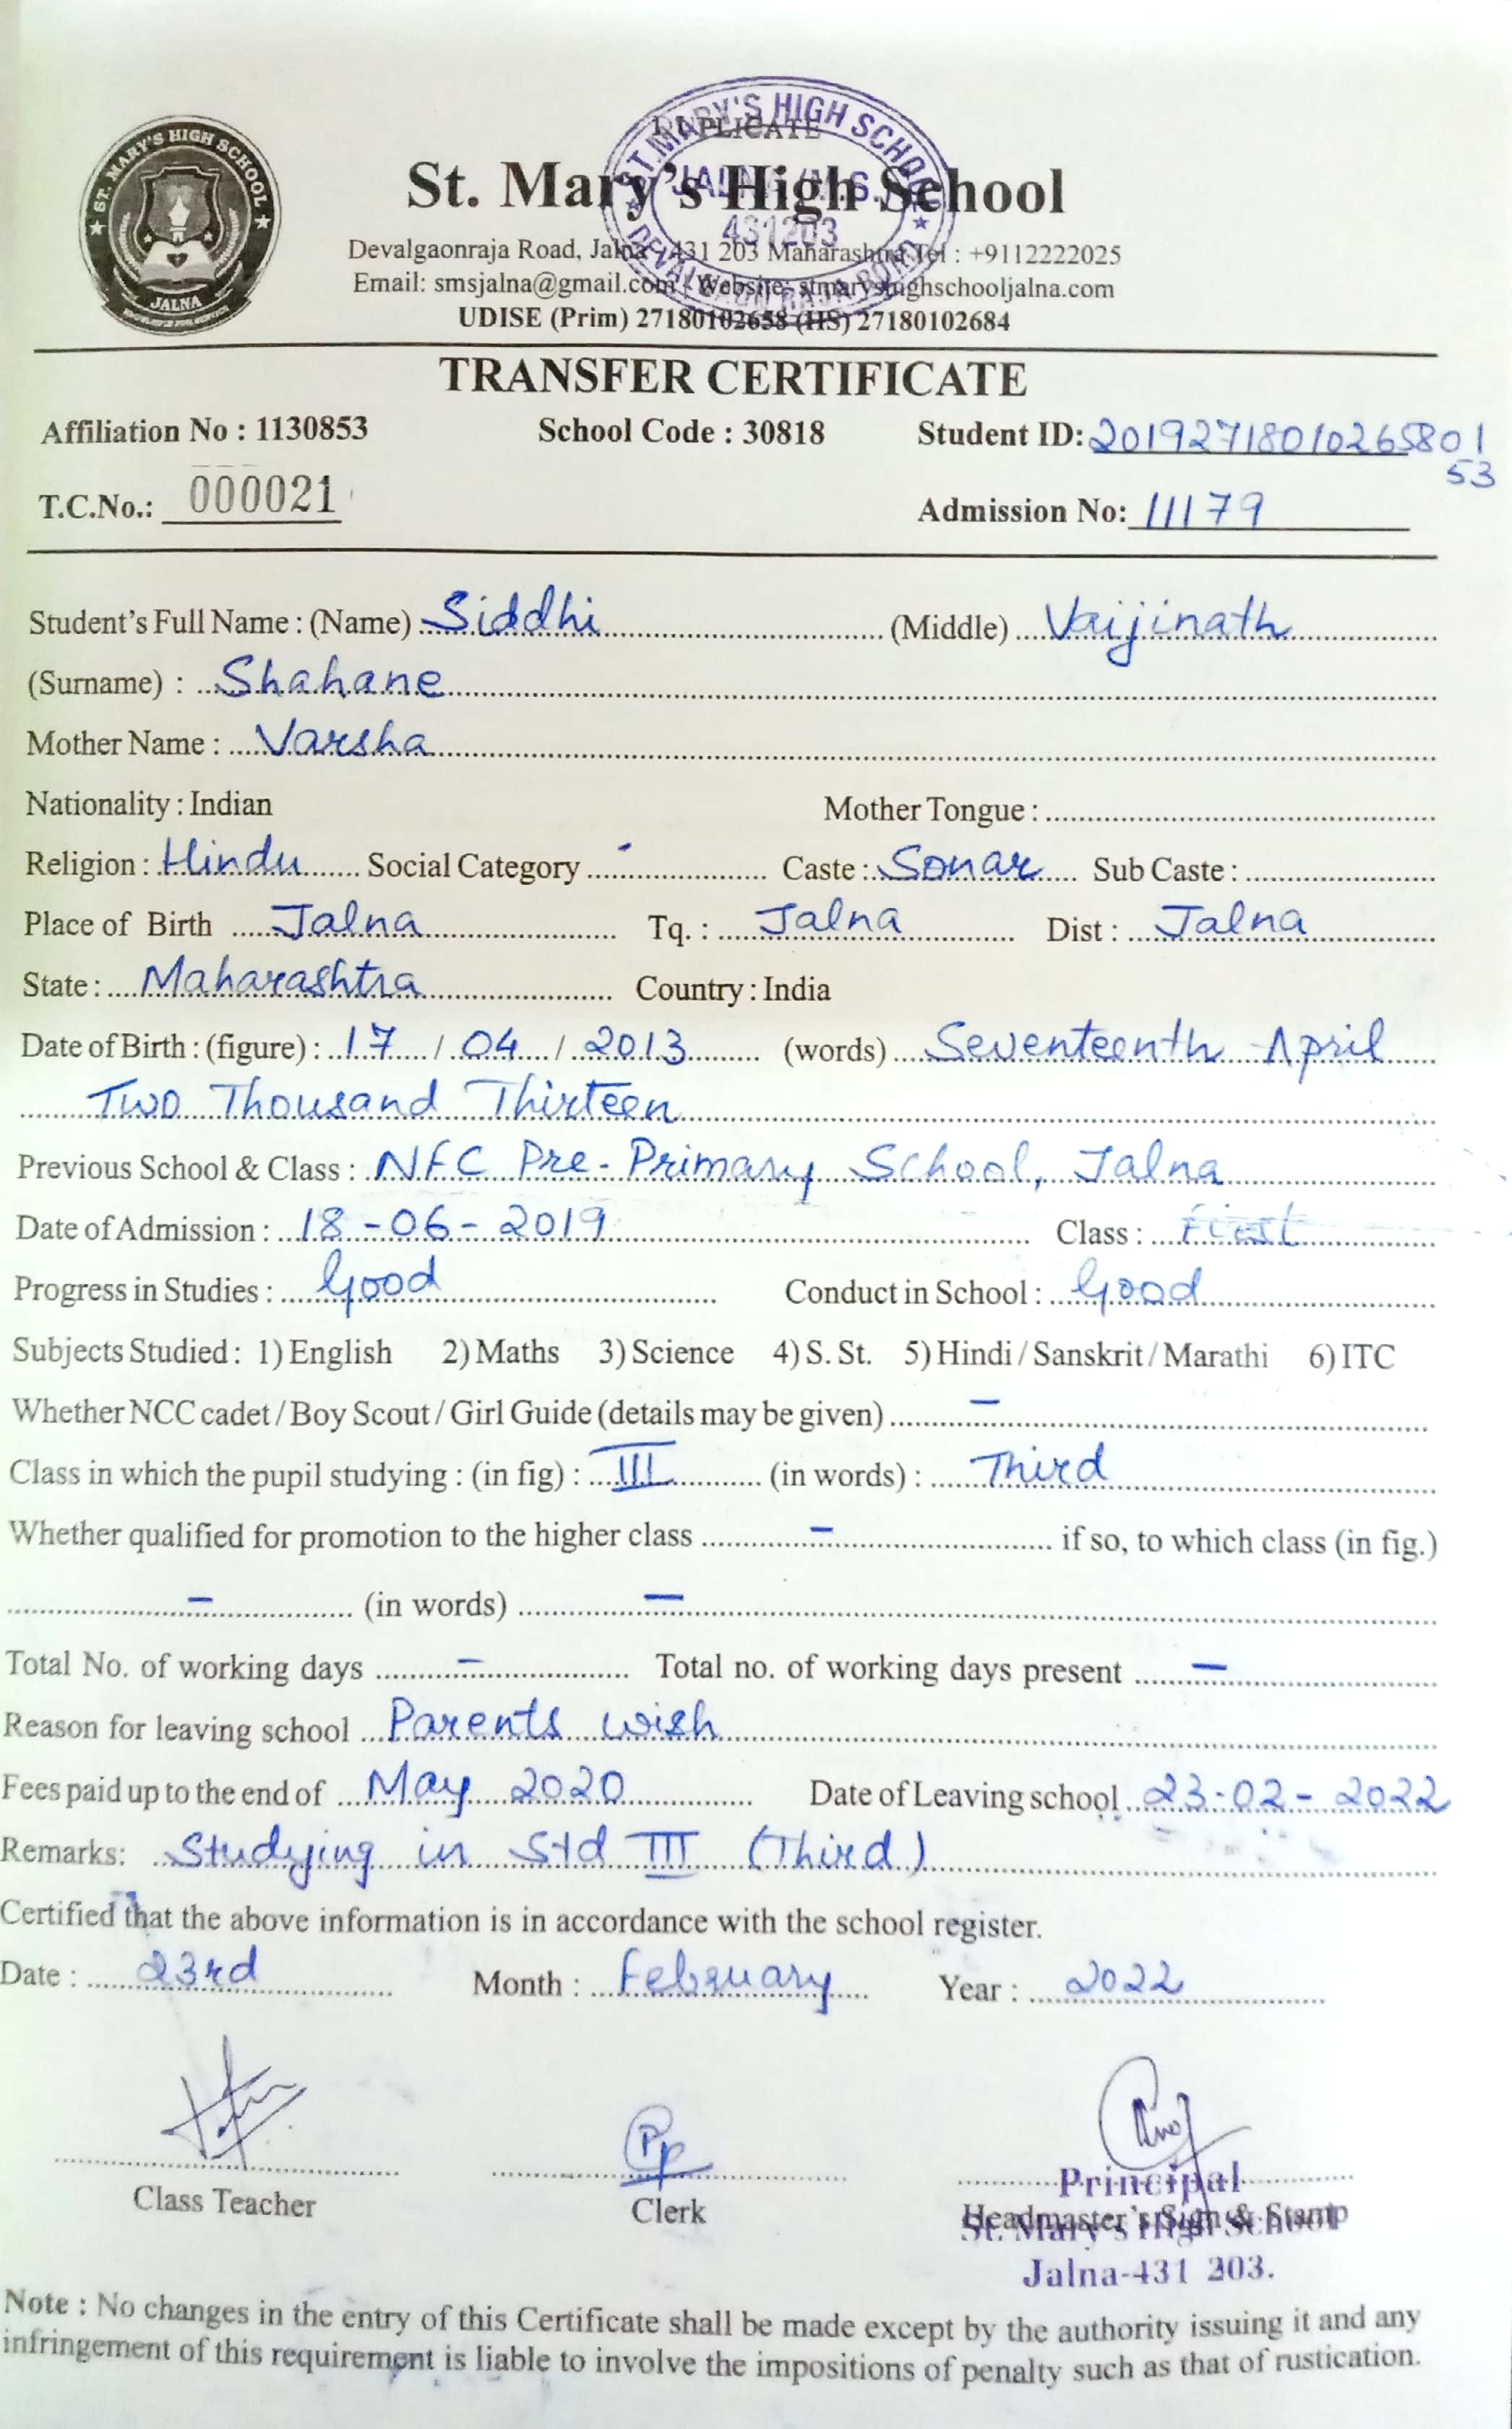 DUPLICATE
ST. MARY'S HIGH SCHOOL
JALNA
ST. MARY'S HIGH SCHOOL
JALNA (M.S.)
431203
St. Mary's High School
Devalgaonraja Road, Jalna - 431 203 Maharashtra Tel : +9112222025
Email: smsjalna@gmail.com Website- stmaryshighschooljalna.com
UDISE (Prim) 27180102658 (HS) 27180102684
TRANSFER CERTIFICATE
Affiliation No : 1130853 School Code : 30818 Student ID: 2019271801026580153
T.C.No.: 000021 Admission No: 11179
Student's Full Name : (Name) Siddhi (Middle) Vaijinath
(Surname) : Shahane
Mother Name : Varsha
Nationality : Indian Mother Tongue :
Religion : Hindu Social Category - Caste : Sonar Sub Caste :
Place of Birth Jalna Tq. : Jalna Dist : Jalna
State : Maharashtra Country : India
Date of Birth : (figure) : 17 / 04 / 2013 (words) Seventeenth April
Two Thousand Thirteen
Previous School & Class : NFC Pre-Primary School, Jalna
Date of Admission : 18-06-2019 Class : First
Progress in Studies : Good Conduct in School : Good
Subjects Studied : 1) English 2) Maths 3) Science 4) S. St. 5) Hindi / Sanskrit / Marathi 6) ITC
Whether NCC cadet / Boy Scout / Girl Guide (details may be given) -
Class in which the pupil studying : (in fig) : III (in words) : Third
Whether qualified for promotion to the higher class - if so, to which class (in fig.)
- (in words) -
Total No. of working days - Total no. of working days present -
Reason for leaving school Parents wish
Fees paid up to the end of May 2020 Date of Leaving school 23-02-2022
Remarks: Studying in Std III (Third)
Certified that the above information is in accordance with the school register.
Date : 23rd Month : February Year : 2022
Class Teacher Clerk Headmaster's Sign & Stamp
Principal
St. Mary's High School
Jalna-431 203.
Note : No changes in the entry of this Certificate shall be made except by the authority issuing it and any
infringement of this requirement is liable to involve the impositions of penalty such as that of rustication.